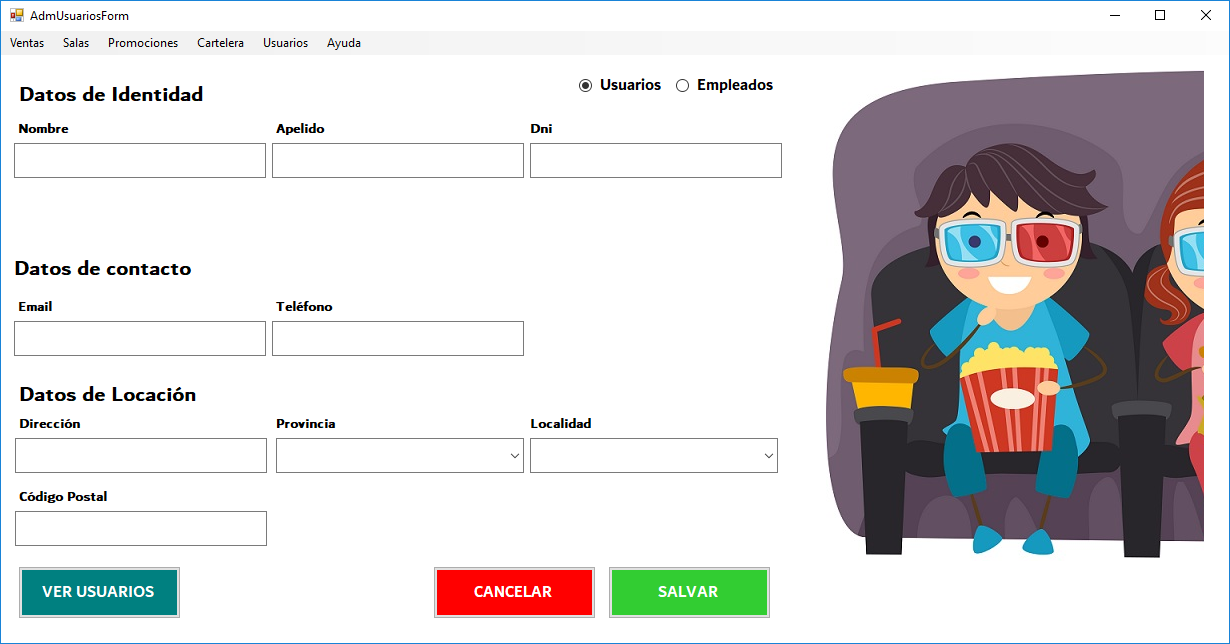 AdmUsuariosForm
Ventas Salas Promociones Cartelera Usuarios Ayuda
Usuarios Empleados
Datos de Identidad
Nombre Apelido Dni
Datos de contacto
Email Teléfono
Datos de Locación
Dirección Provincia Localidad
Código Postal
VER USUARIOS CANCELAR SALVAR